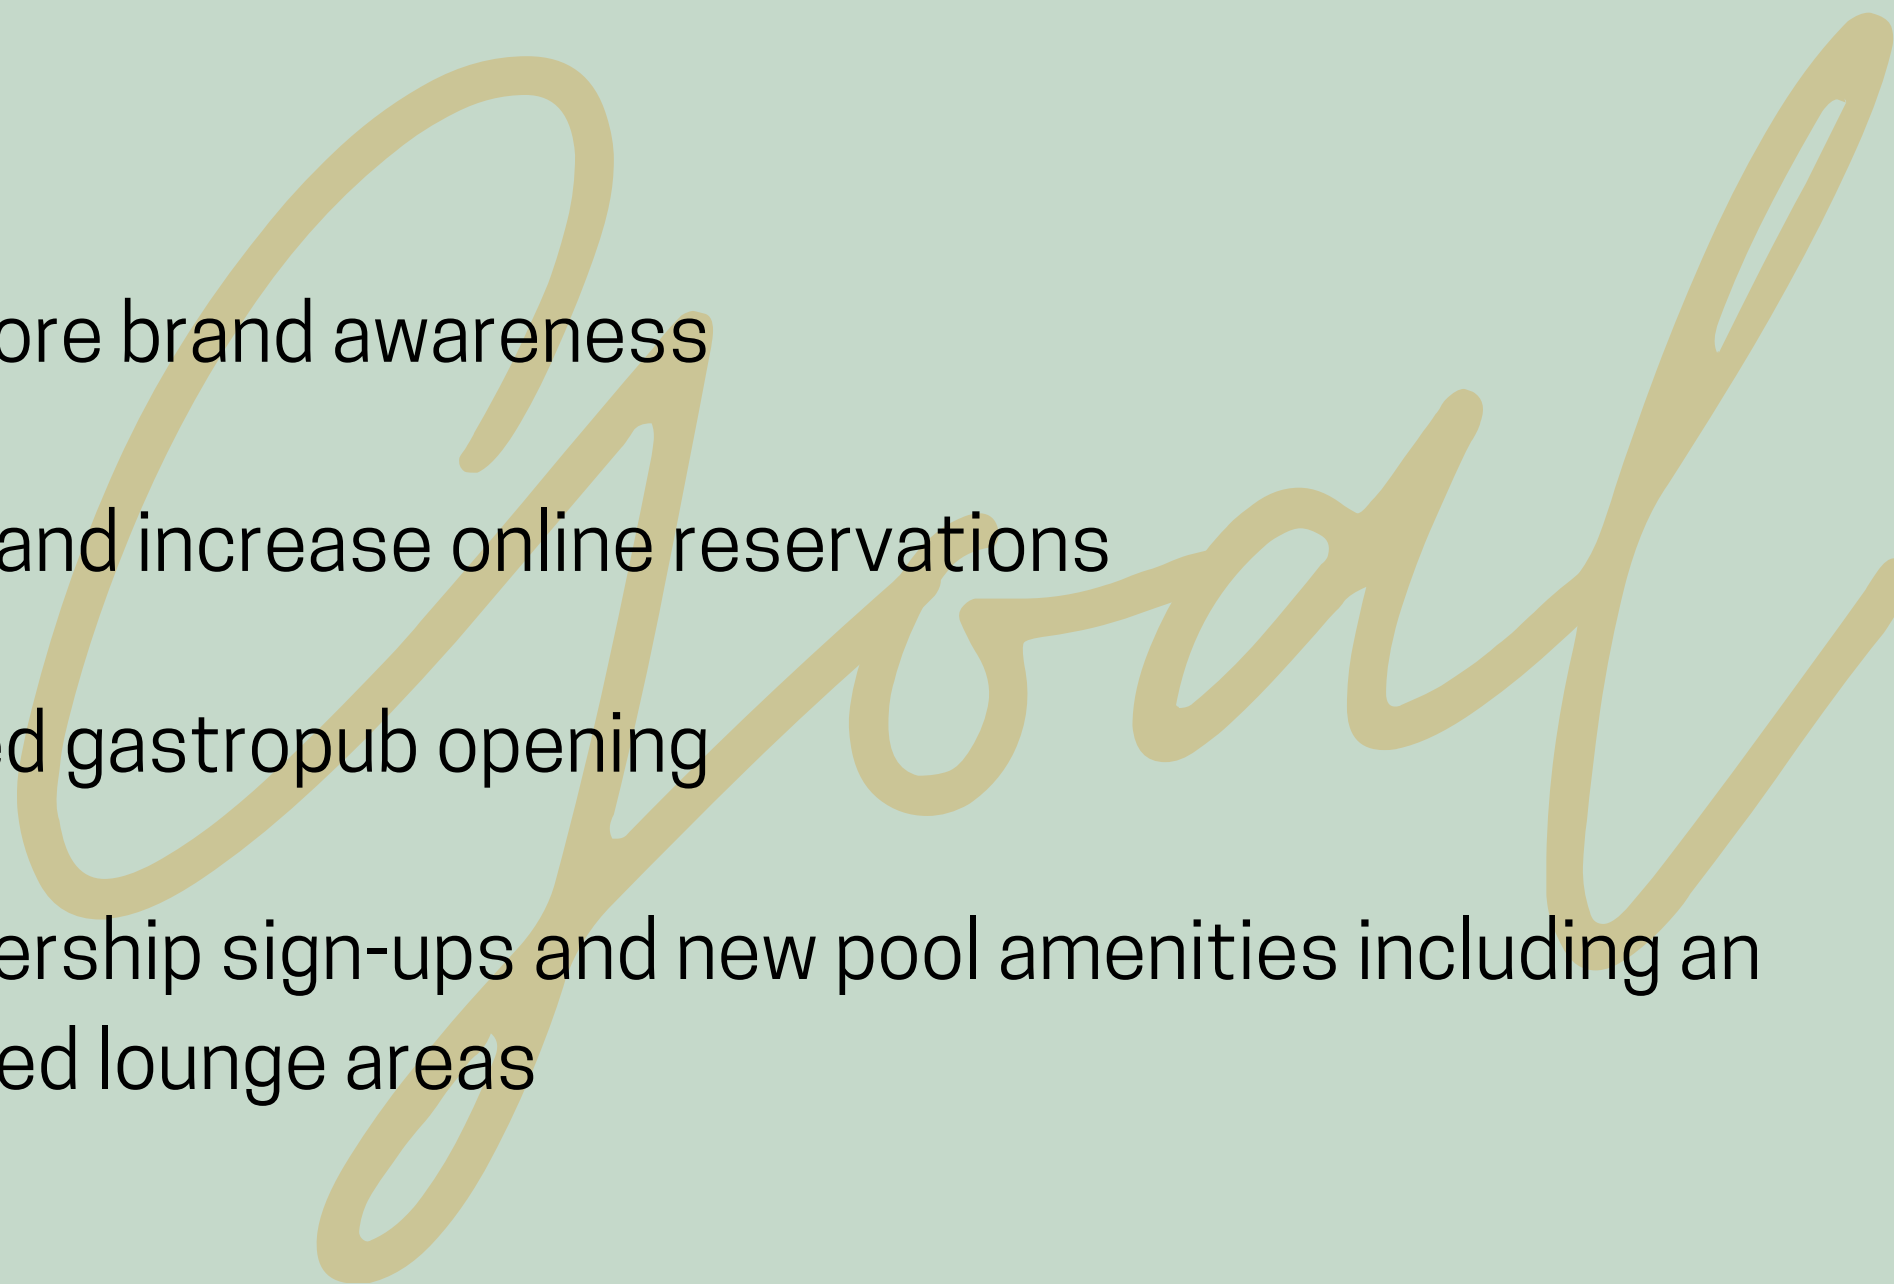 Goal
ore brand awareness
and increase online reservations
ed gastropub opening
ership sign-ups and new pool amenities including an
ed lounge areas